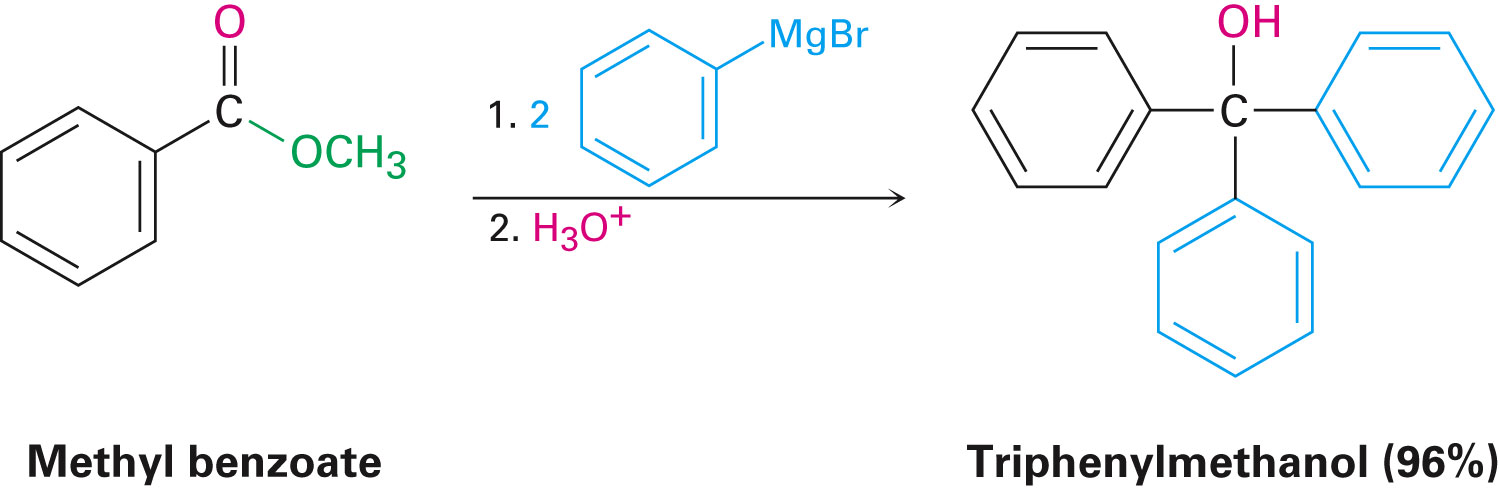 O
C
OCH₃
1. 2
MgBr
2. H₃O⁺
OH
C
Methyl benzoate
Triphenylmethanol (96%)